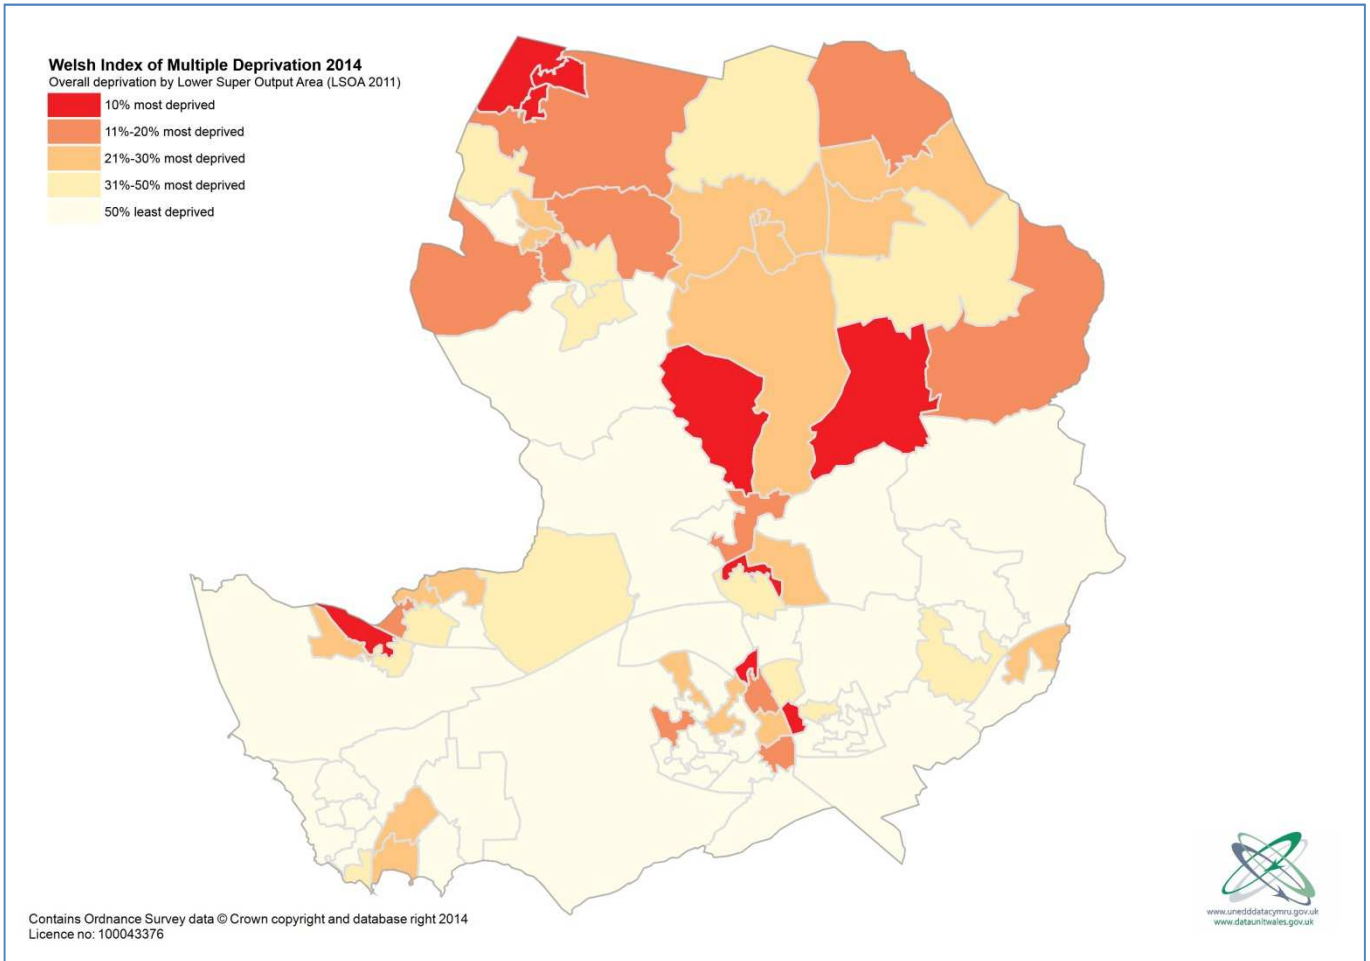 Welsh Index of Multiple Deprivation 2014
Overall deprivation by Lower Super Output Area (LSOA 2011)
10% most deprived
11%-20% most deprived
21%-30% most deprived
31%-50% most deprived
50% least deprived
Contains Ordnance Survey data © Crown copyright and database right 2014
Licence no: 100043376
www.unedddatacymru.gov.uk
www.dataunitwales.gov.uk